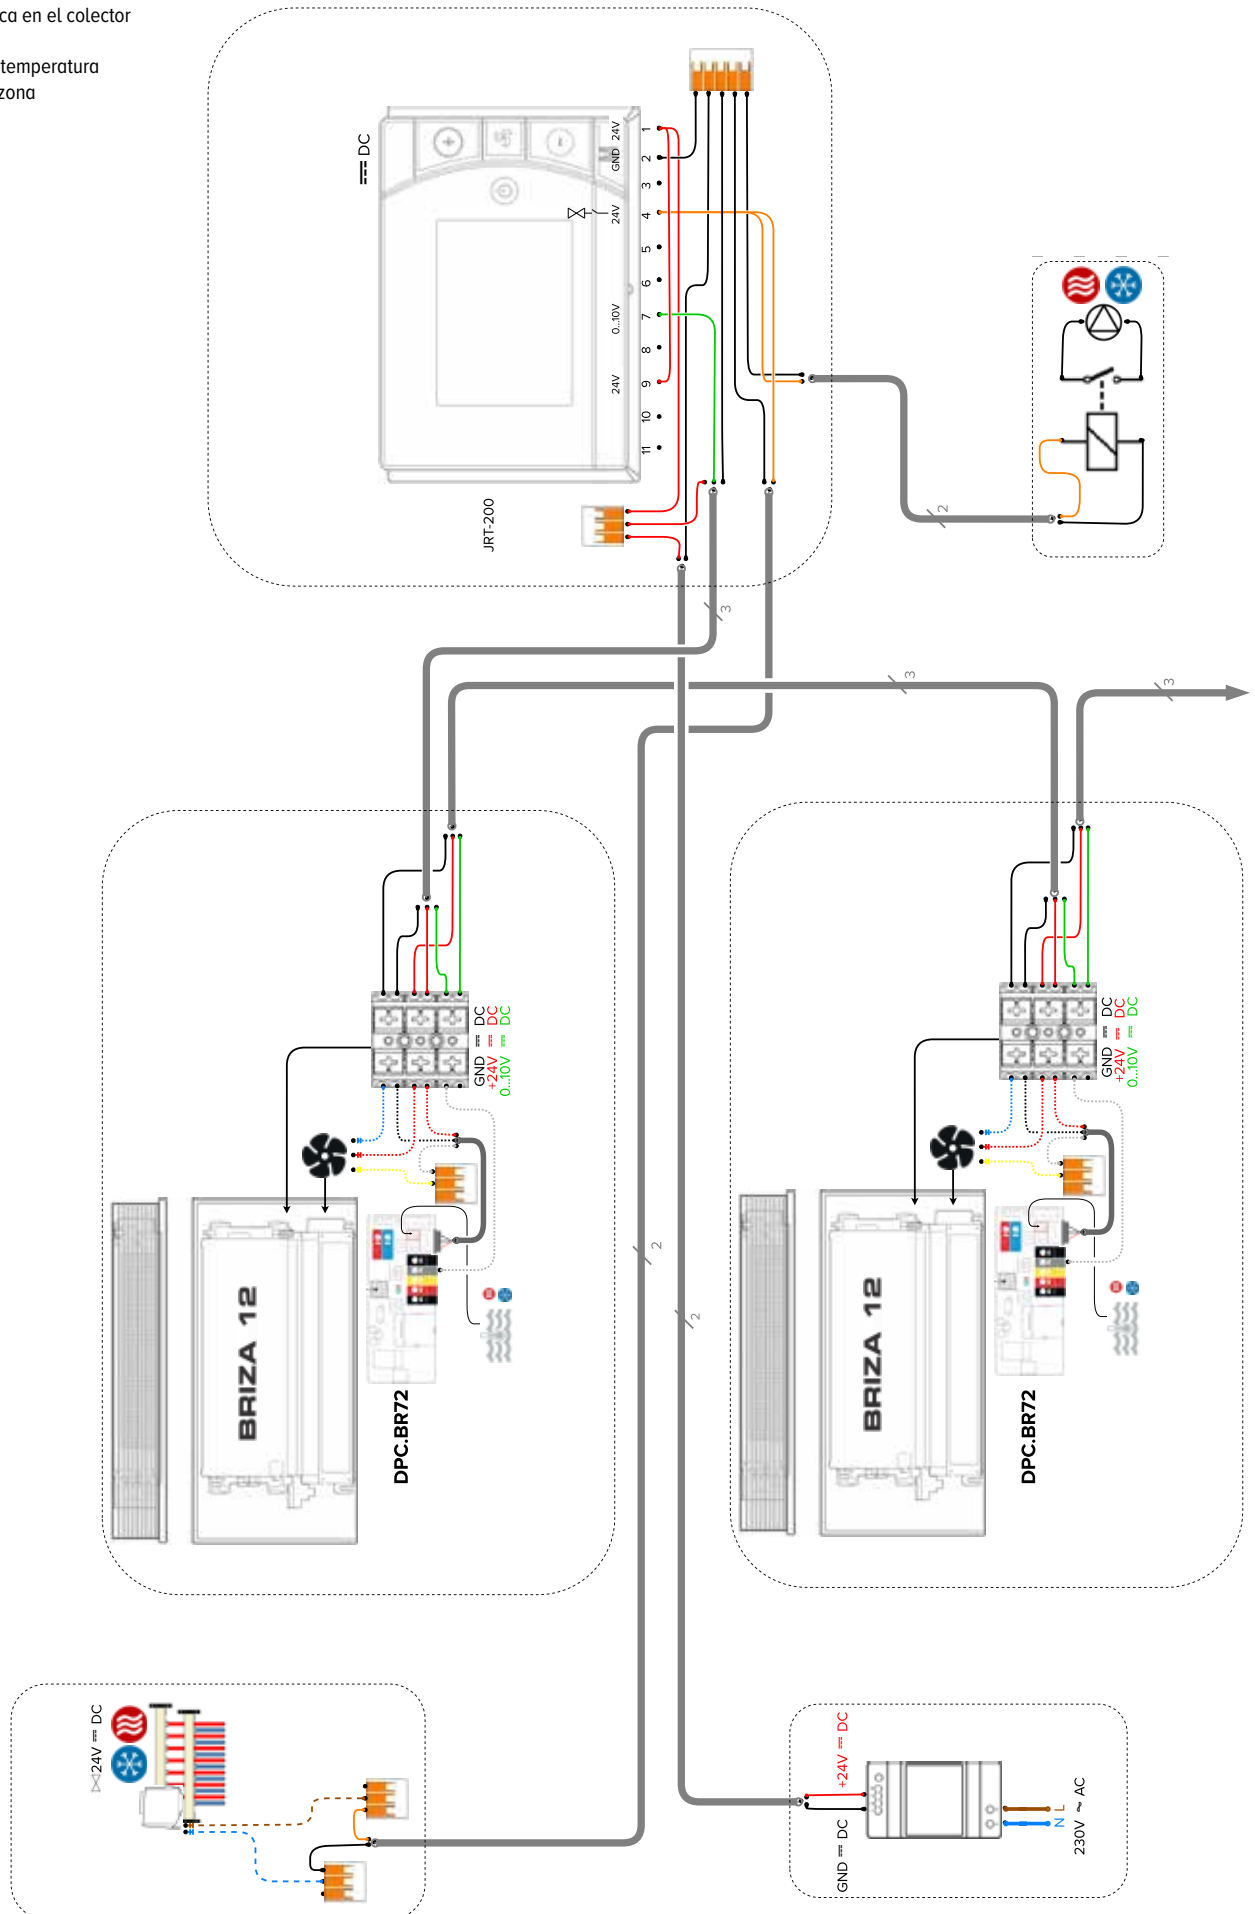 ca en el colector
temperatura
zona
DC
24V
GND
24V
0...10V
24V
1
2
3
4
5
6
7
8
9
10
11
JRT-200
2
3
3
3
GND DC
+24V DC
0...10V DC
GND DC
+24V DC
0...10V DC
BRIZA 12
DPC.BR72
BRIZA 12
DPC.BR72
2
2
24V DC
+24V DC
GND DC
L
N
230V ~ AC